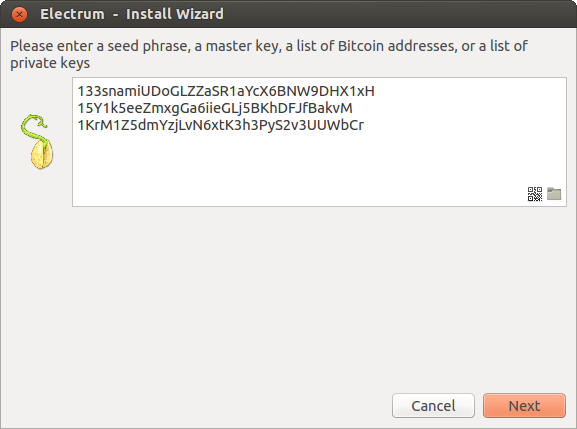 Electrum - Install Wizard
Please enter a seed phrase, a master key, a list of Bitcoin addresses, or a list of
private keys
133snamiUDoGLZZaSR1aYcX6BNW9DHX1xH
15Y1k5eeZmxgGa6iieGLj5BKhDFJfBakvM
1KrM1Z5dmYzjLvN6xtK3h3PyS2v3UUWbCr
Cancel
Next